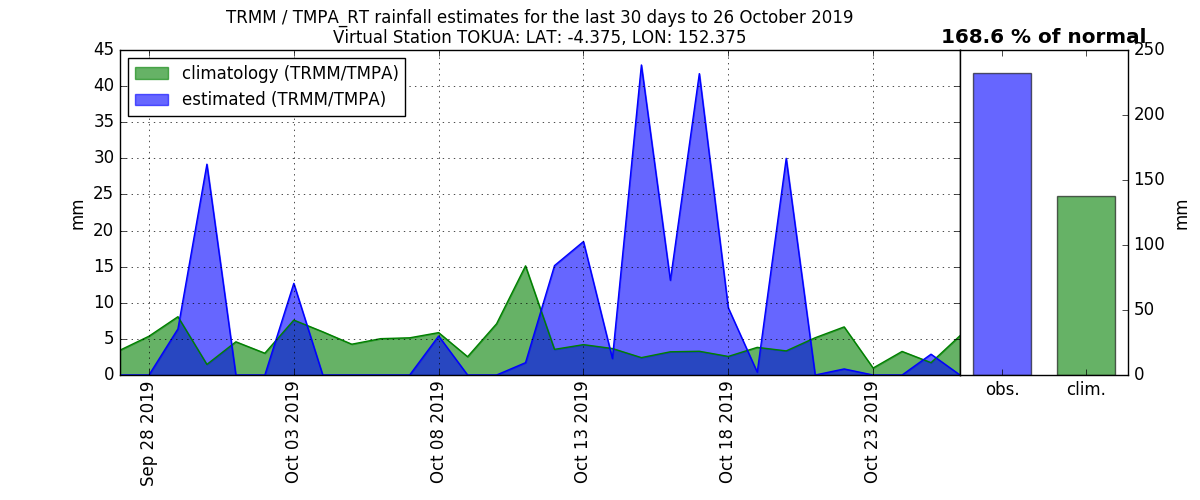 TRMM / TMPA_RT rainfall estimates for the last 30 days to 26 October 2019
Virtual Station TOKUA: LAT: -4.375, LON: 152.375
168.6 % of normal
climatology (TRMM/TMPA)
estimated (TRMM/TMPA)
mm
45
40
35
30
25
20
15
10
5
0
Sep 28 2019
Oct 03 2019
Oct 08 2019
Oct 13 2019
Oct 18 2019
Oct 23 2019
250
200
150
100
50
0
mm
obs.
clim.